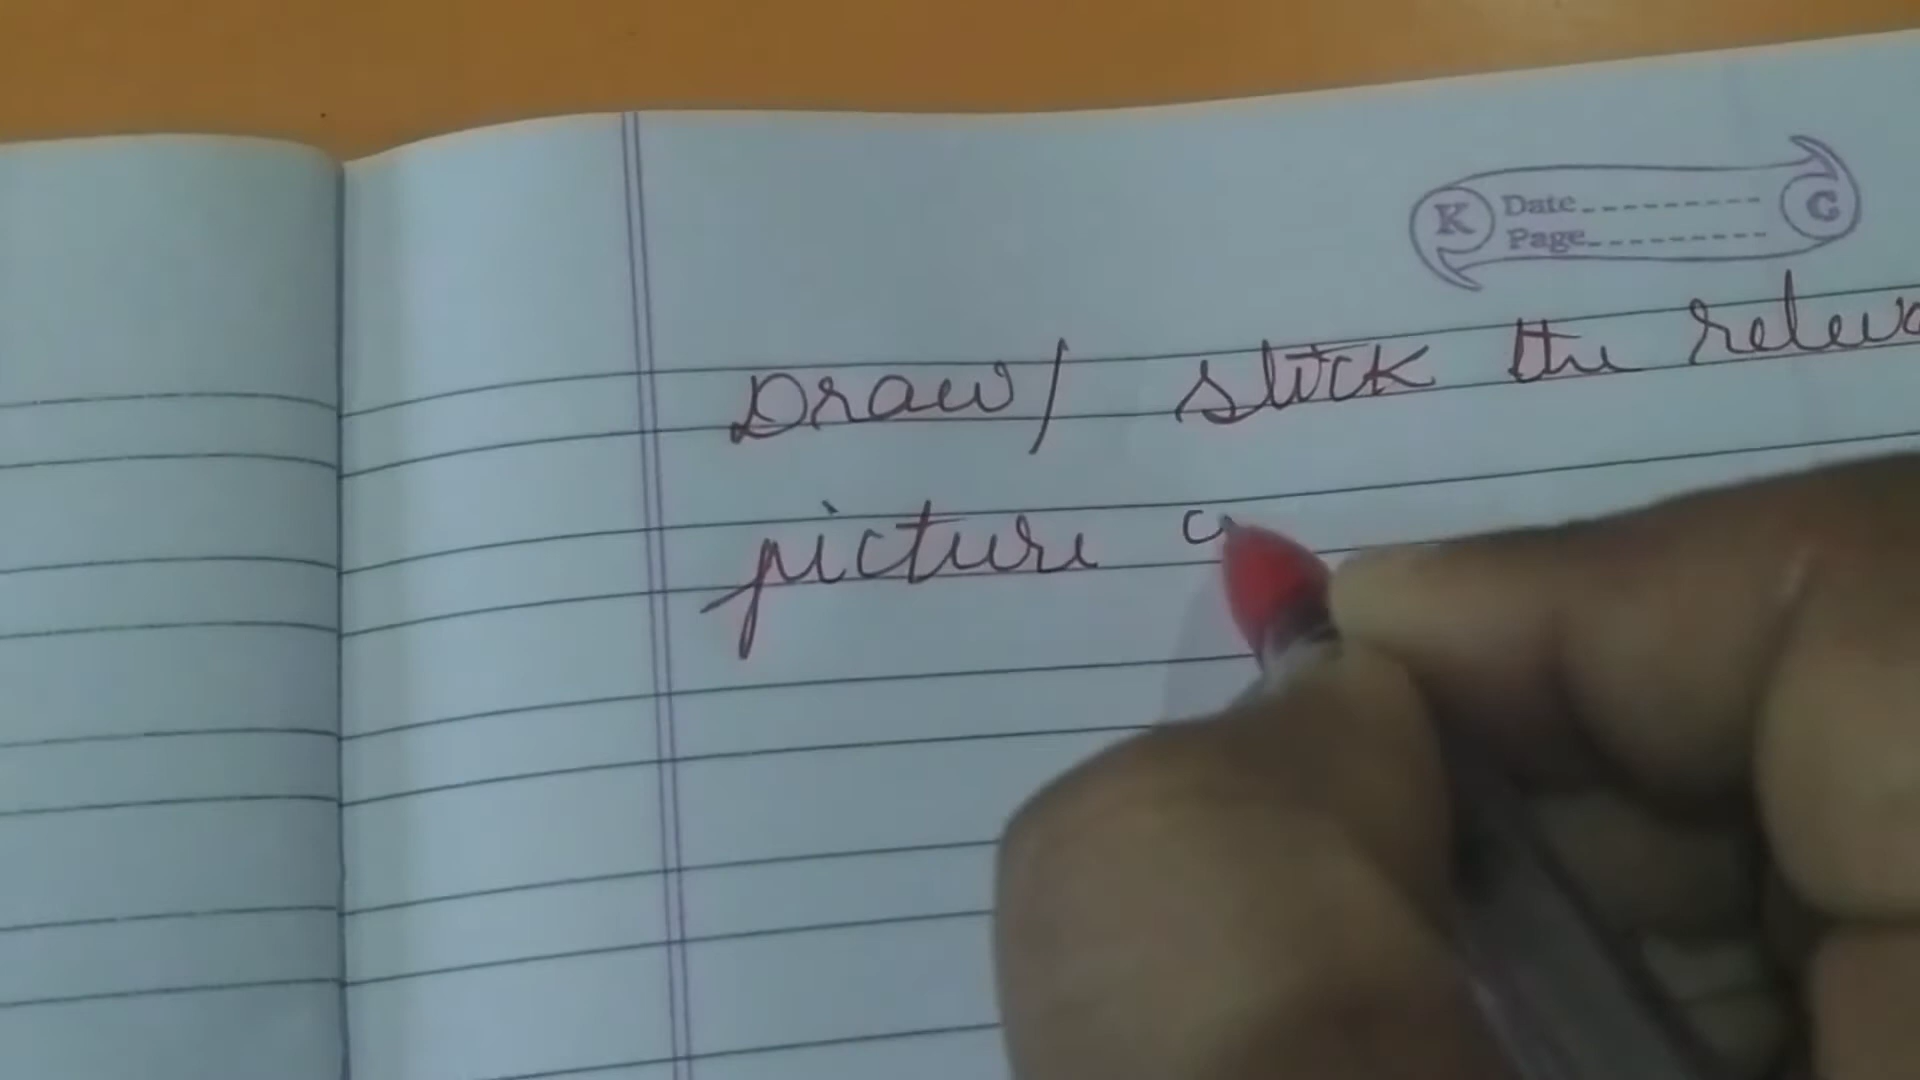 K Date
Page C
Draw/ stick the
picture